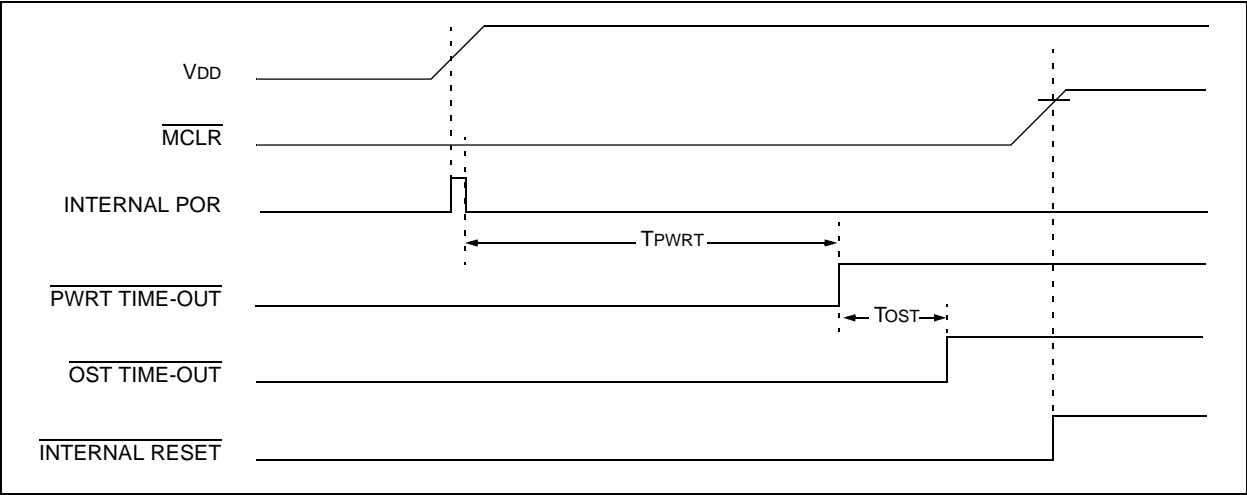 VDD
MCLR
INTERNAL POR
TPWRT
PWRT TIME-OUT
TOST
OST TIME-OUT
INTERNAL RESET